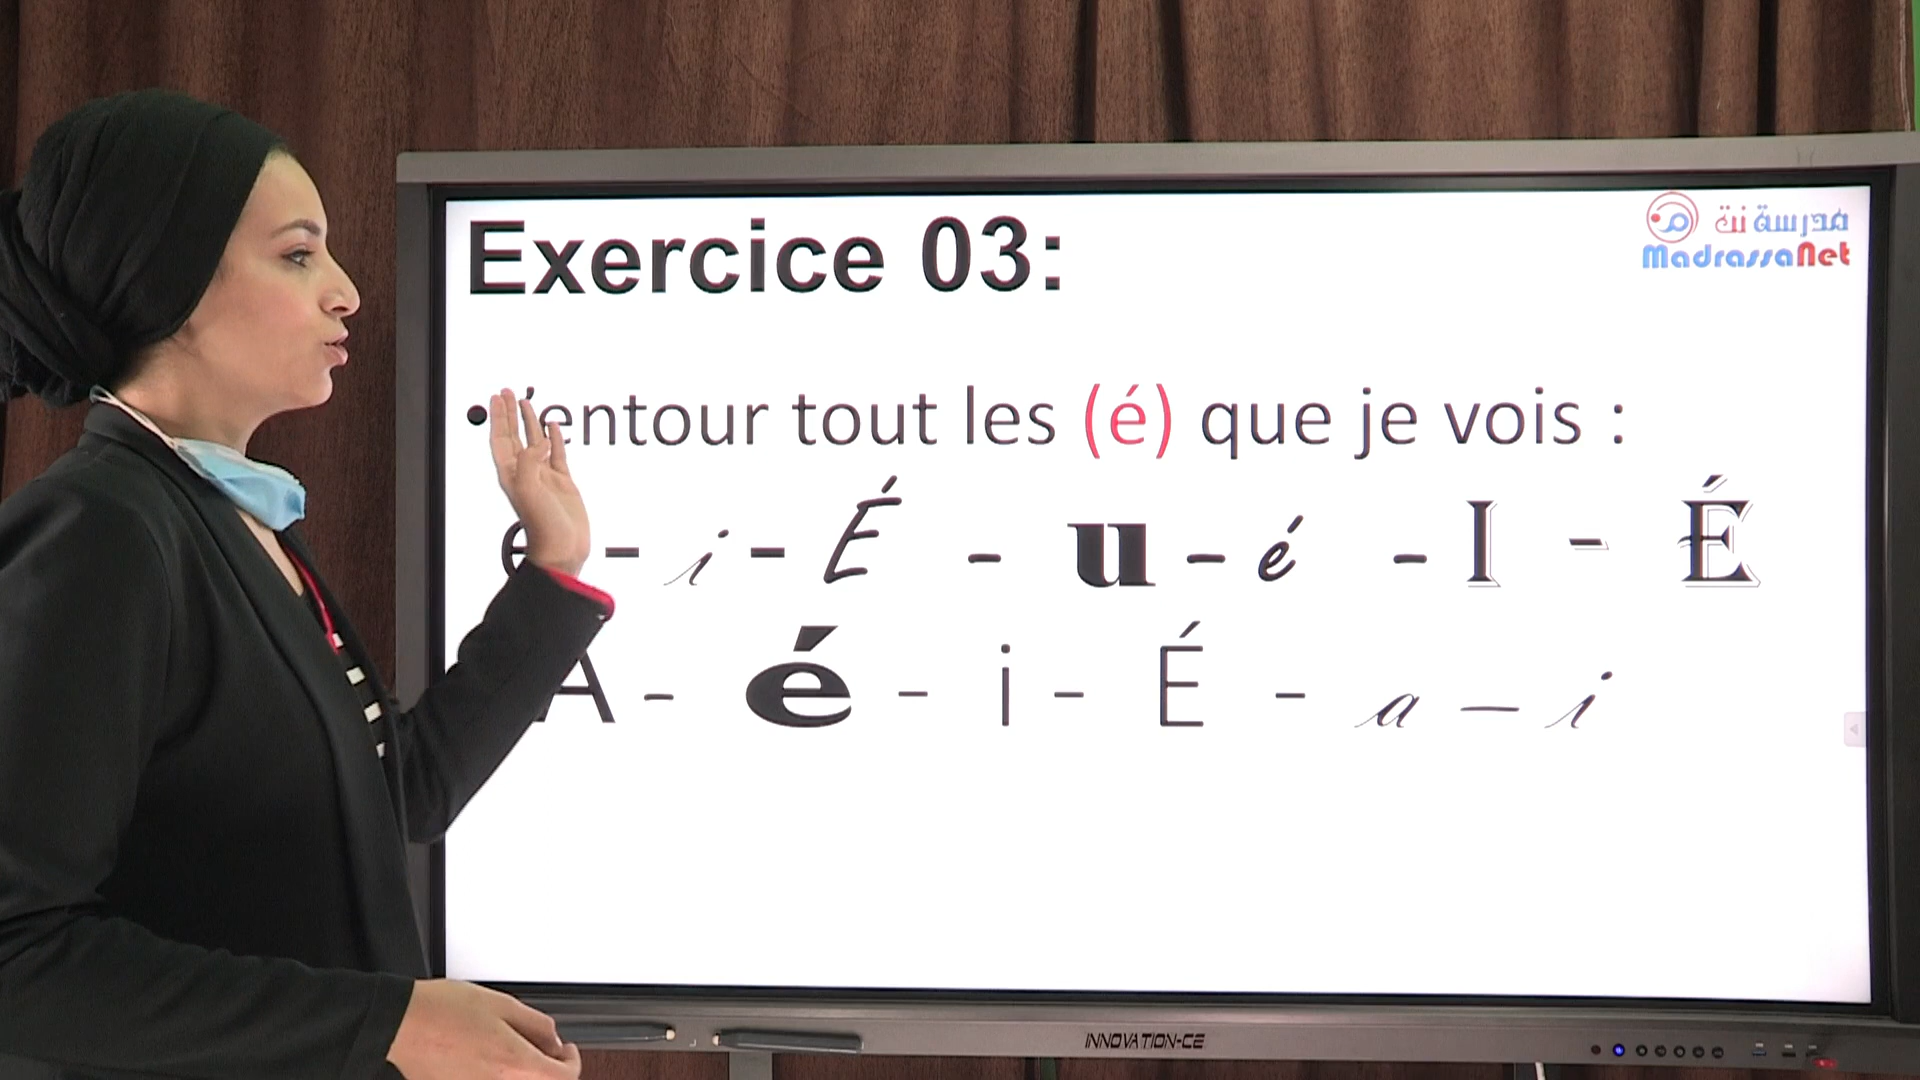 Exercice 03:
مدرسة نت
MadrassaNet
• j'entour tout les (é) que je vois :
- i - É - u - é - I - É
A - é - i - É - a - i
INNOVATION-CE